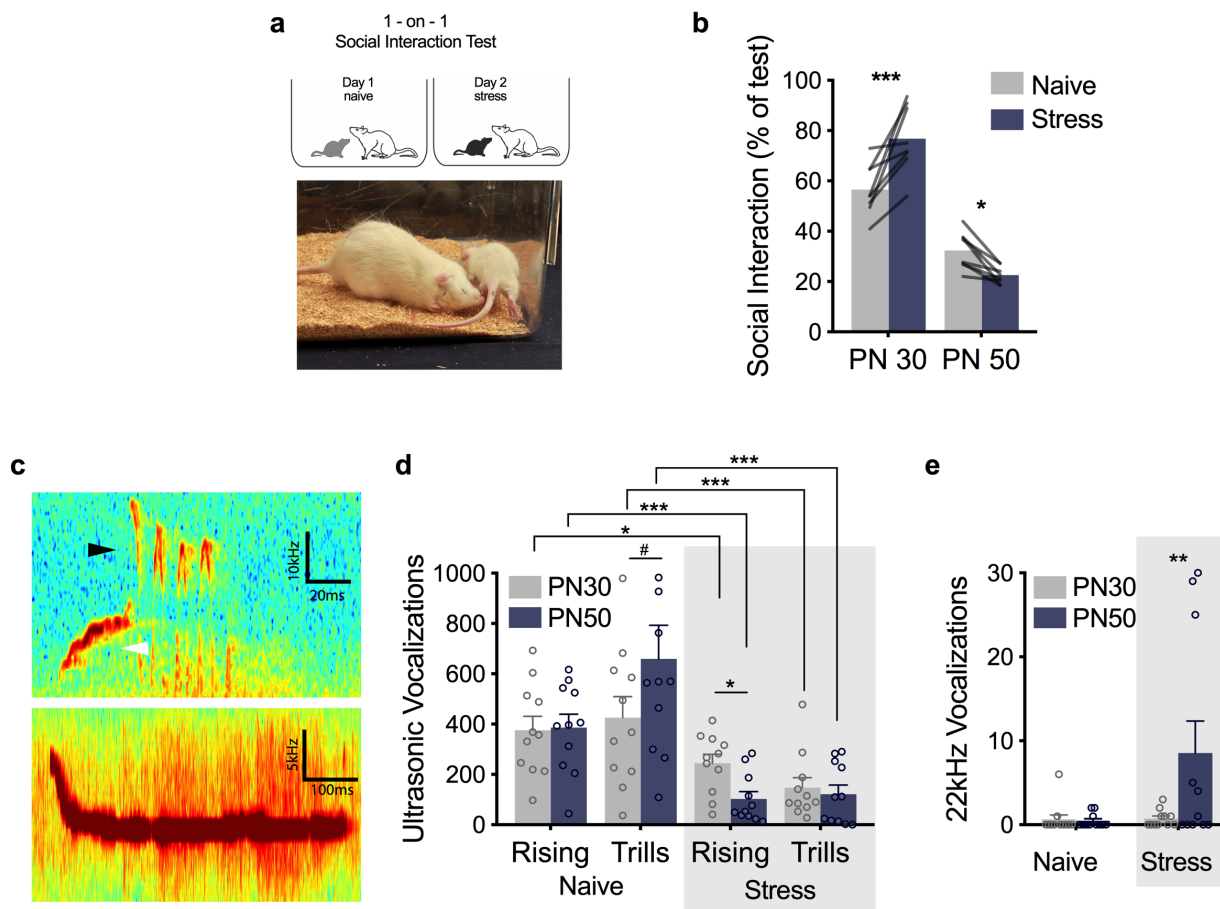 a
1 - on - 1
Social Interaction Test
Day 1
naive
Day 2
stress
b
Social Interaction (% of test)
100
80
60
40
20
0
***
*
Naive
Stress
PN 30
PN 50
c
10kHz
20ms
5kHz
100ms
d
Ultrasonic Vocalizations
1000
800
600
400
200
0
PN30
PN50
***
***
***
*
#
*
Rising
Trills
Rising
Trills
Naive
Stress
e
22kHz Vocalizations
30
20
10
0
PN30
PN50
**
Naive
Stress